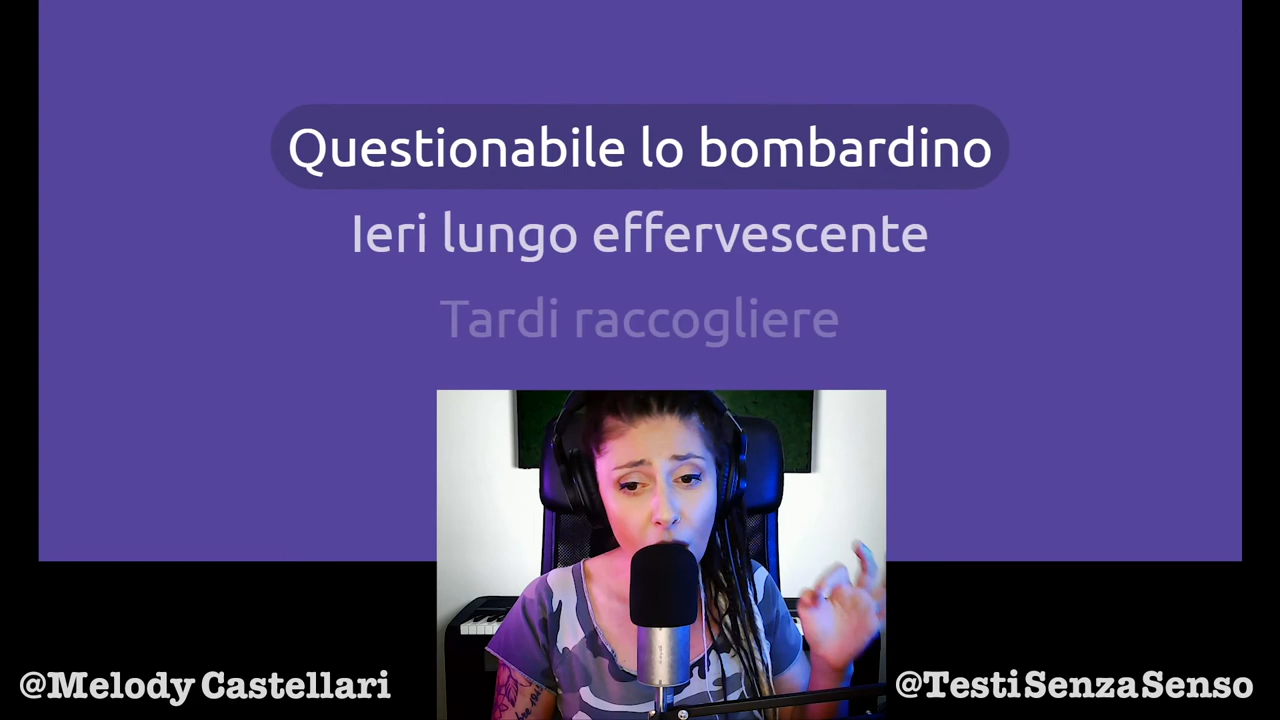 Questionabile lo bombardino
Ieri lungo effervescente
Tardi raccogliere
@Melody Castellari
@TestiSenzaSenso